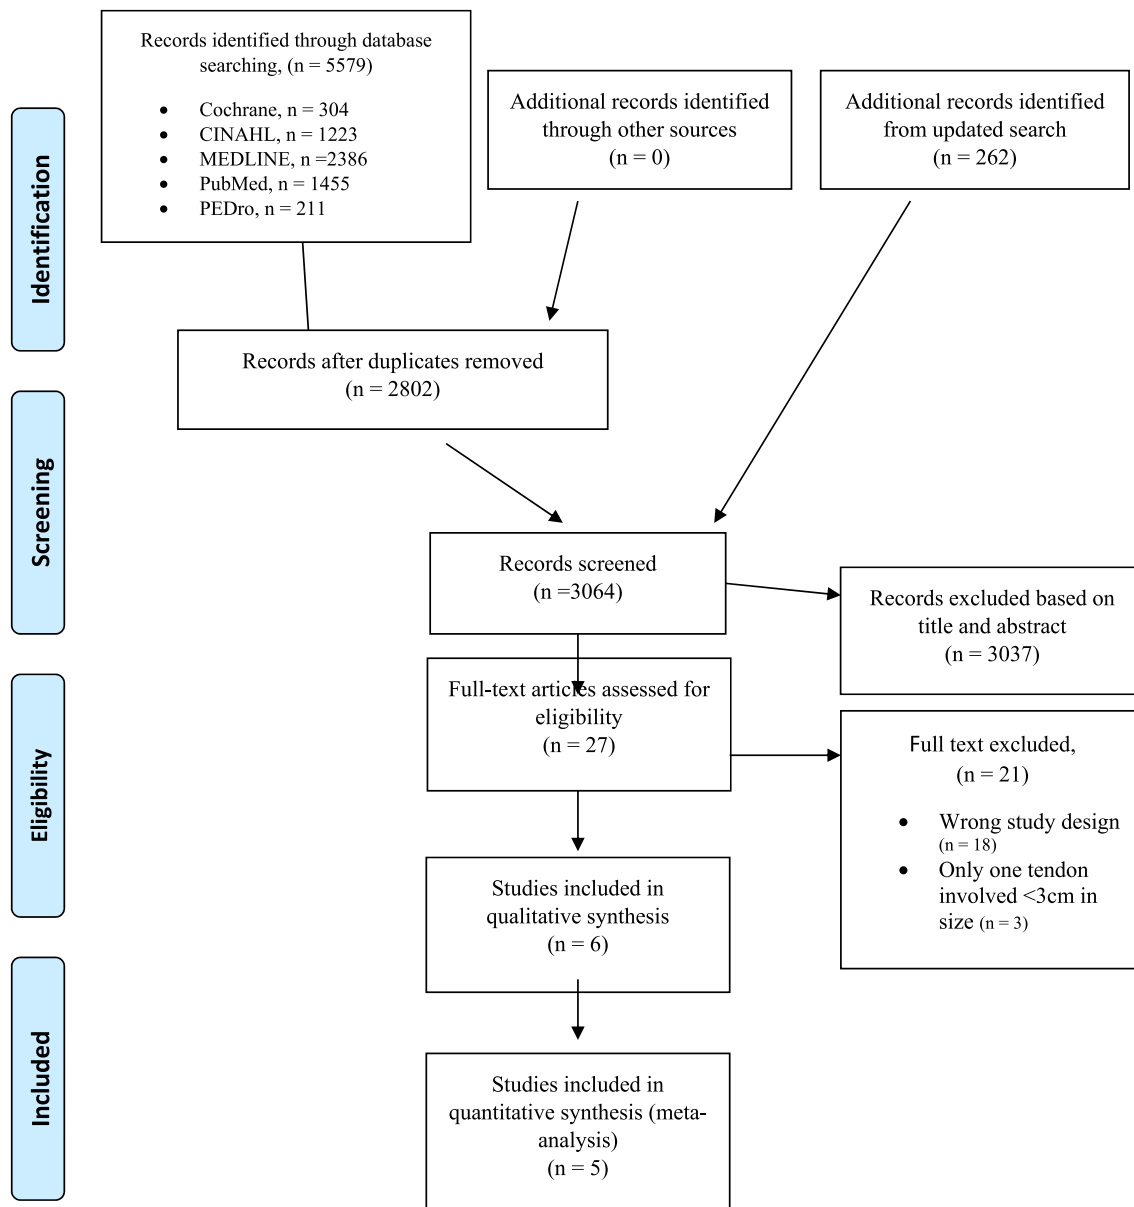 Records identified through database
searching, (n = 5579)
• Cochrane, n = 304
• CINAHL, n = 1223
• MEDLINE, n =2386
• PubMed, n = 1455
• PEDro, n = 211
Additional records identified
through other sources
(n = 0)
Additional records identified
from updated search
(n = 262)
Identification
Records after duplicates removed
(n = 2802)
Screening
Records screened
(n =3064)
Records excluded based on
title and abstract
(n = 3037)
Eligibility
Full-text articles assessed for
eligibility
(n = 27)
Full text excluded,
(n = 21)
• Wrong study design
(n = 18)
• Only one tendon
involved <3cm in
size (n = 3)
Studies included in
qualitative synthesis
(n = 6)
Included
Studies included in
quantitative synthesis (meta-
analysis)
(n = 5)